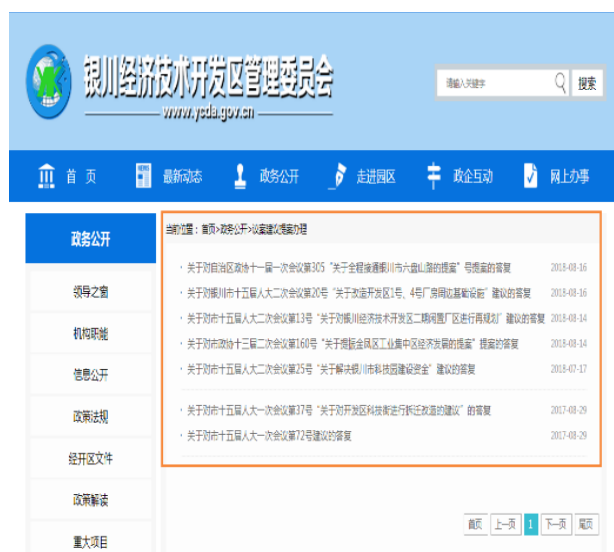 银川经济技术开发区管理委员会
www.ycda.gov.cn
请输入关键字 搜索
首 页 最新动态 政务公开 走进园区 政企互动 网上办事
政务公开
领导之窗
机构职能
信息公开
政策法规
经开区文件
政策解读
重大项目
当前位置：首页>政务公开>议案建议提案办理
· 关于对自治区政协十一届一次会议第305“关于全程接通银川市六盘山路的提案”号提案的答复 2018-08-16
· 关于对银川市十五届人大二次会议第20号“关于改造开发区1号、4号厂房周边基础设施”建议的答复 2018-08-16
· 关于对市十五届人大二次会议第13号“关于对银川经济技术开发区二期闲置厂区进行再规划”建议的答复 2018-08-14
· 关于对市政协十三届二次会议第160号“关于提振金凤区工业集中区经济发展的提案”提案的答复 2018-08-14
· 关于对市十五届人大二次会议第25号“关于解决银川市科技园建设资金”建议的答复 2018-07-17
· 关于对市十五届人大一次会议第37号“关于对开发区科技街进行拆迁改造的建议”的答复 2017-08-29
· 关于对市十五届人大一次会议第72号建议的答复 2017-08-29
首页 上一页 1 下一页 尾页